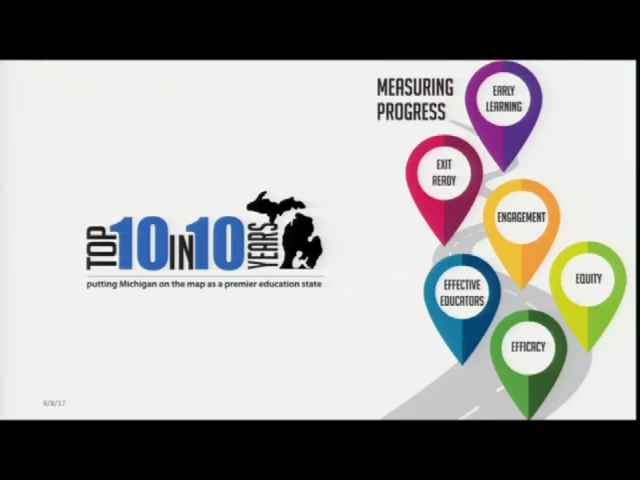 MEASURING
PROGRESS
EARLY
LEARNING
EXIT
READY
ENGAGEMENT
EQUITY
EFFECTIVE
EDUCATORS
EFFICACY
TOP 10 IN 10 YEARS
putting Michigan on the map as a premier education state
8/8/17